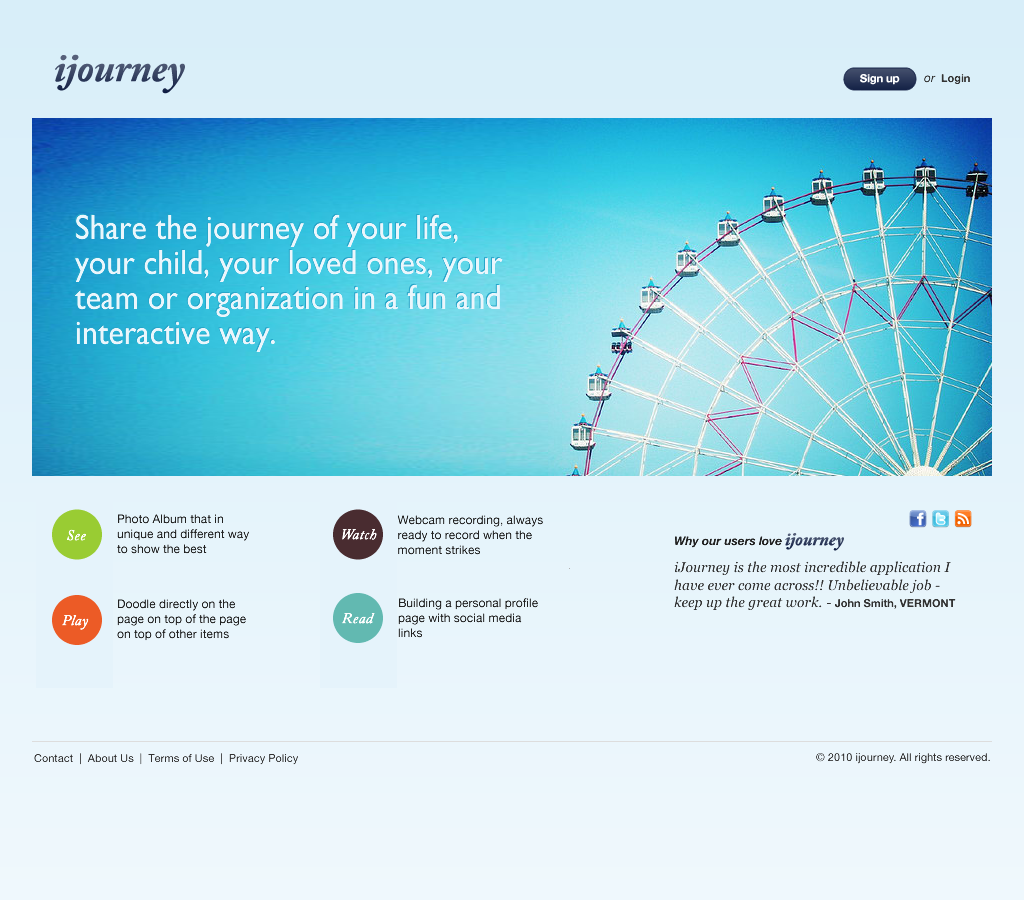 ijourney
Sign up or Login
Share the journey of your life,
your child, your loved ones, your
team or organization in a fun and
interactive way.
See
Photo Album that in
unique and different way
to show the best
Watch
Webcam recording, always
ready to record when the
moment strikes
Play
Doodle directly on the
page on top of the page
on top of other items
Read
Building a personal profile
page with social media
links
Why our users love ijourney
iJourney is the most incredible application I
have ever come across!! Unbelievable job -
keep up the great work. - John Smith, VERMONT
Contact | About Us | Terms of Use | Privacy Policy
© 2010 ijourney. All rights reserved.